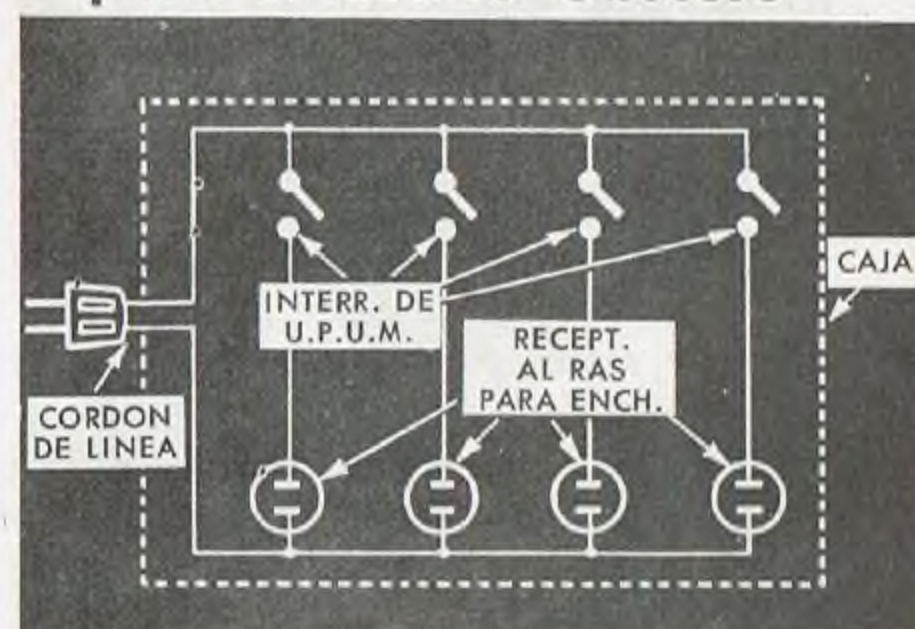 INTERR. DE
U.P.U.M.
RECEPT.
AL RAS
PARA ENCH.
CAJA
CORDON
DE LINEA